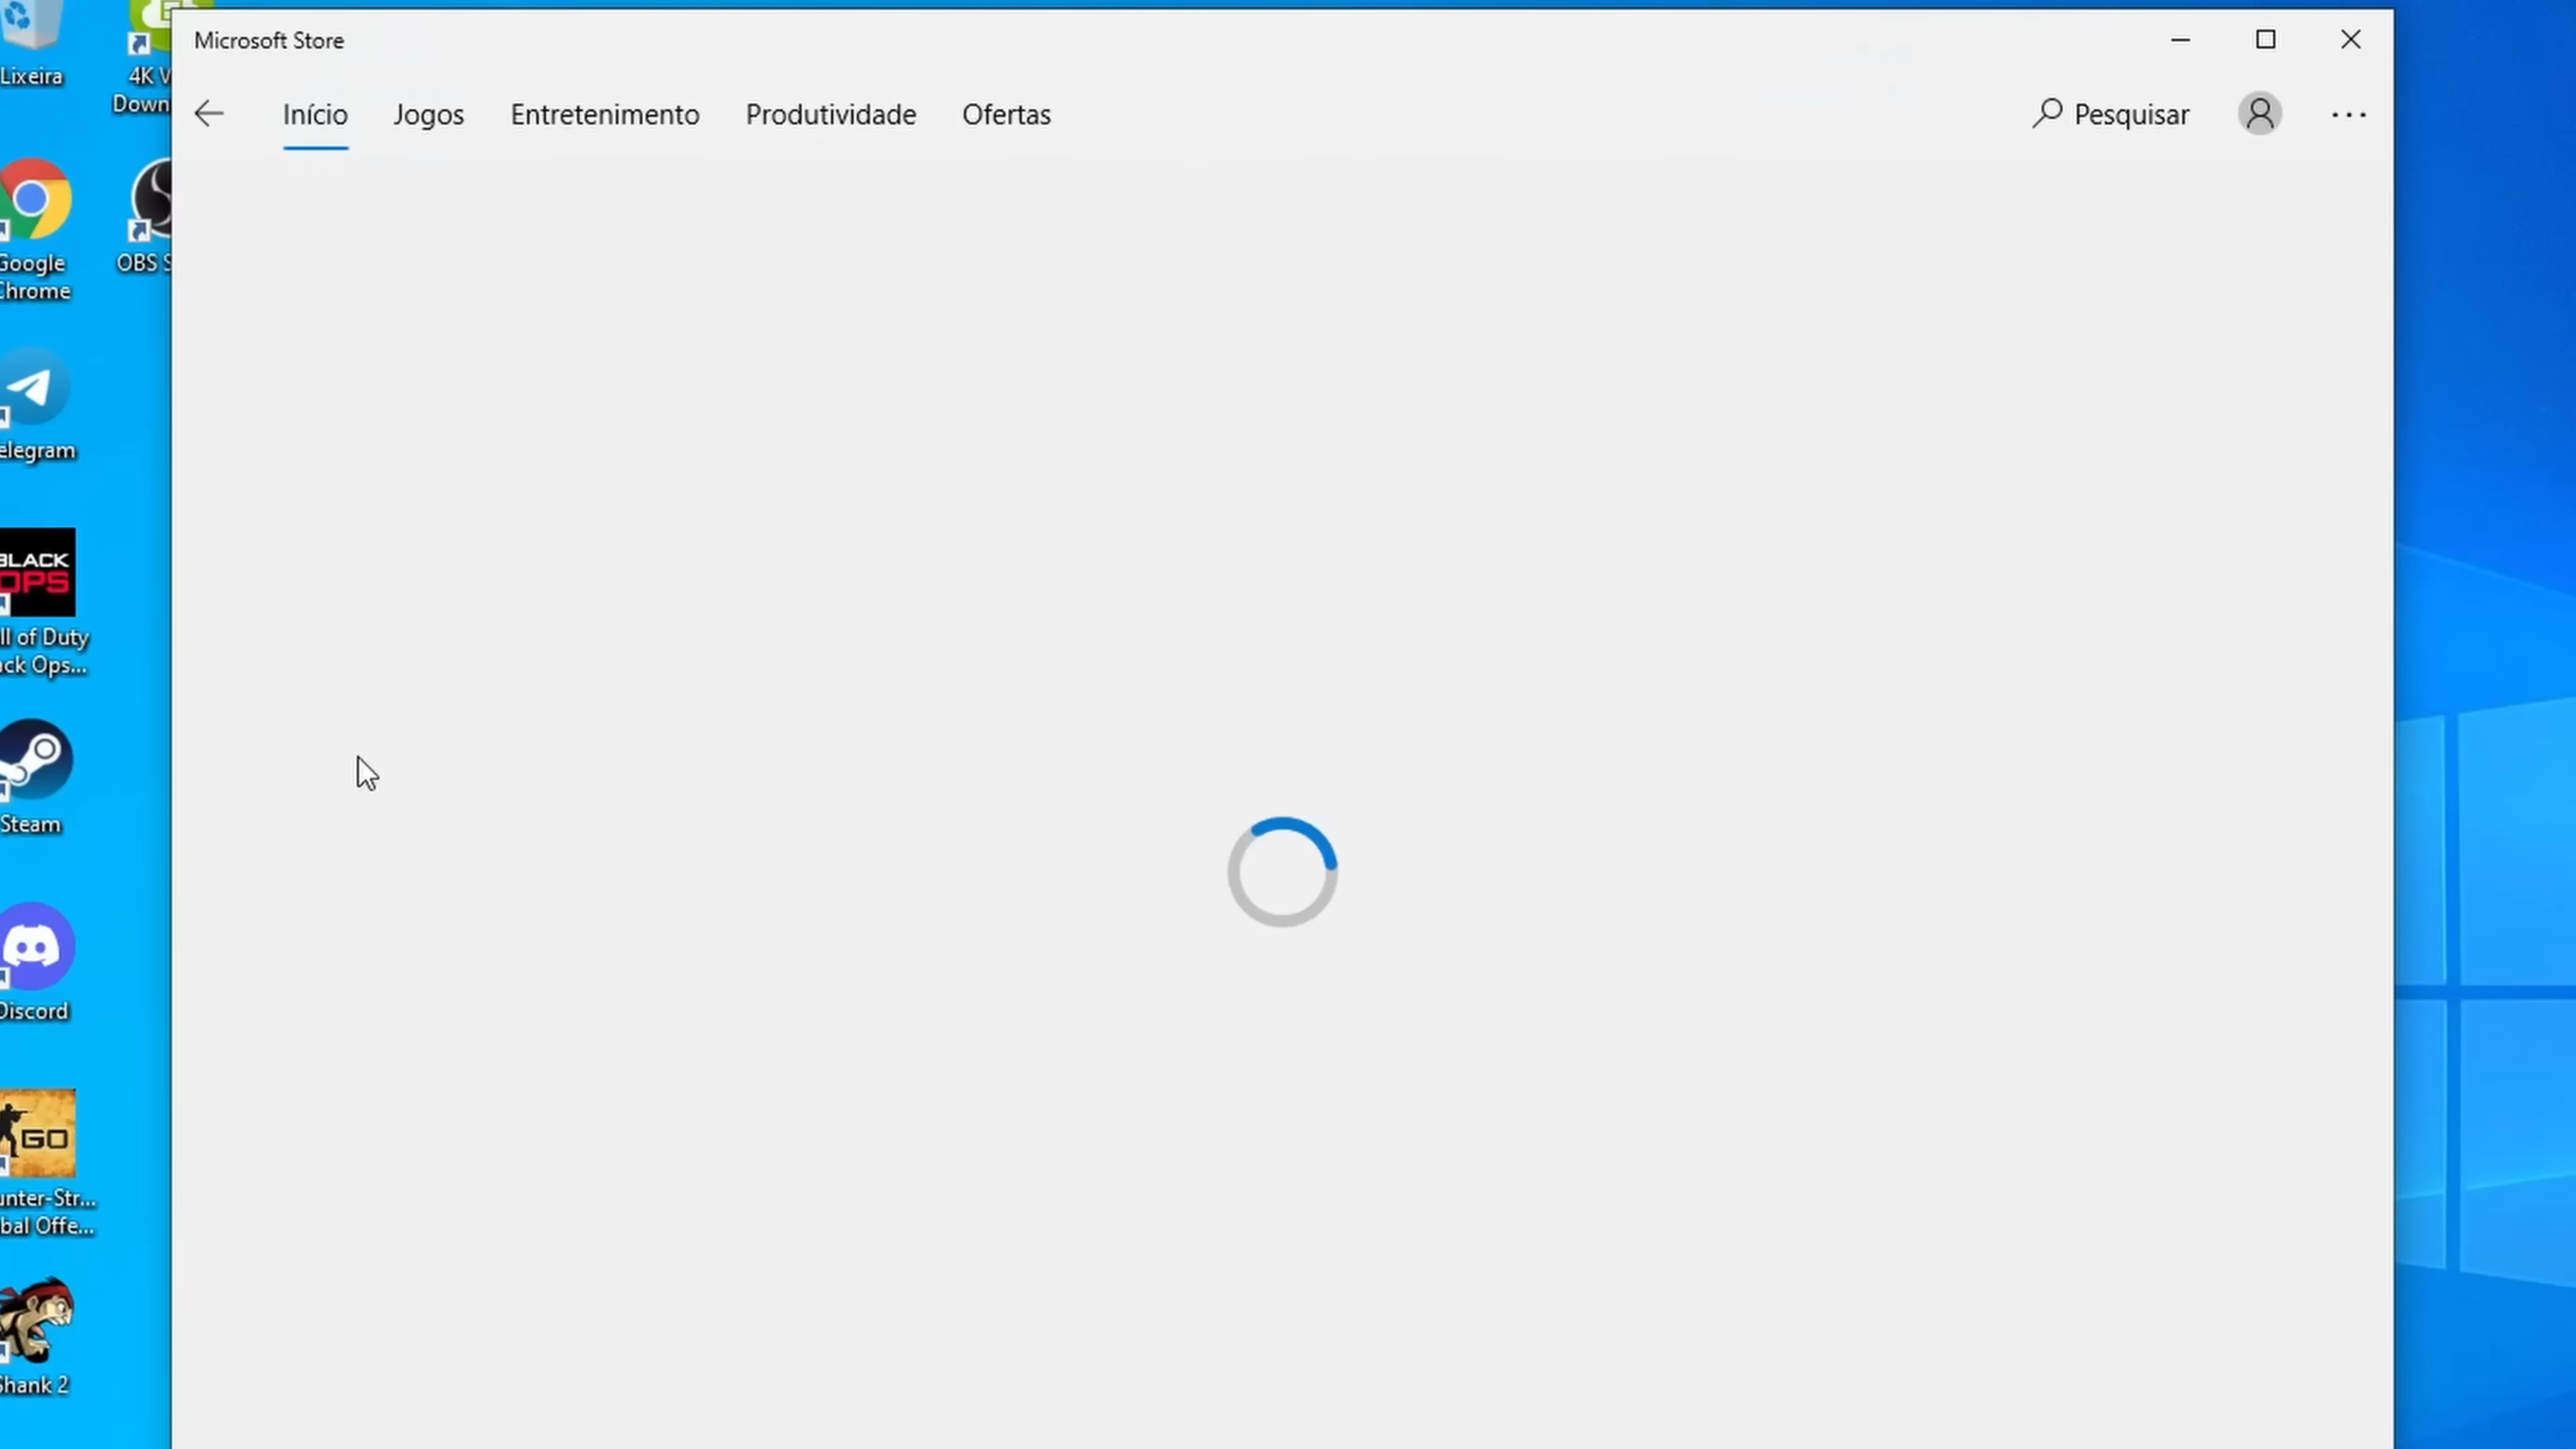 Microsoft Store
Início Jogos Entretenimento Produtividade Ofertas
Pesquisar
Lixeira
4K V
Down
Google
Chrome
OBS S
elegram
BLACK
OPS
ll of Duty
ack Ops...
Steam
Discord
GO
unter-Str...
bal Offe...
Shank 2